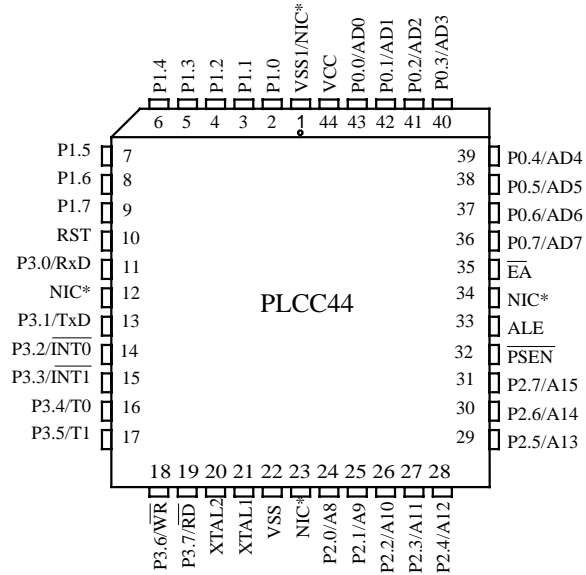 P1.4
P1.3
P1.2
P1.1
P1.0
VSS1/NIC*
VCC
P0.0/AD0
P0.1/AD1
P0.2/AD2
P0.3/AD3
6 5 4 3 2 1 44 43 42 41 40
P1.5 7
P1.6 8
P1.7 9
RST 10
P3.0/RxD 11
NIC* 12
P3.1/TxD 13
P3.2/INT0 14
P3.3/INT1 15
P3.4/T0 16
P3.5/T1 17
PLCC44
39 P0.4/AD4
38 P0.5/AD5
37 P0.6/AD6
36 P0.7/AD7
35 EA
34 NIC*
33 ALE
32 PSEN
31 P2.7/A15
30 P2.6/A14
29 P2.5/A13
18 19 20 21 22 23 24 25 26 27 28
P3.6/WR
P3.7/RD
XTAL2
XTAL1
VSS
NIC*
P2.0/A8
P2.1/A9
P2.2/A10
P2.3/A11
P2.4/A12